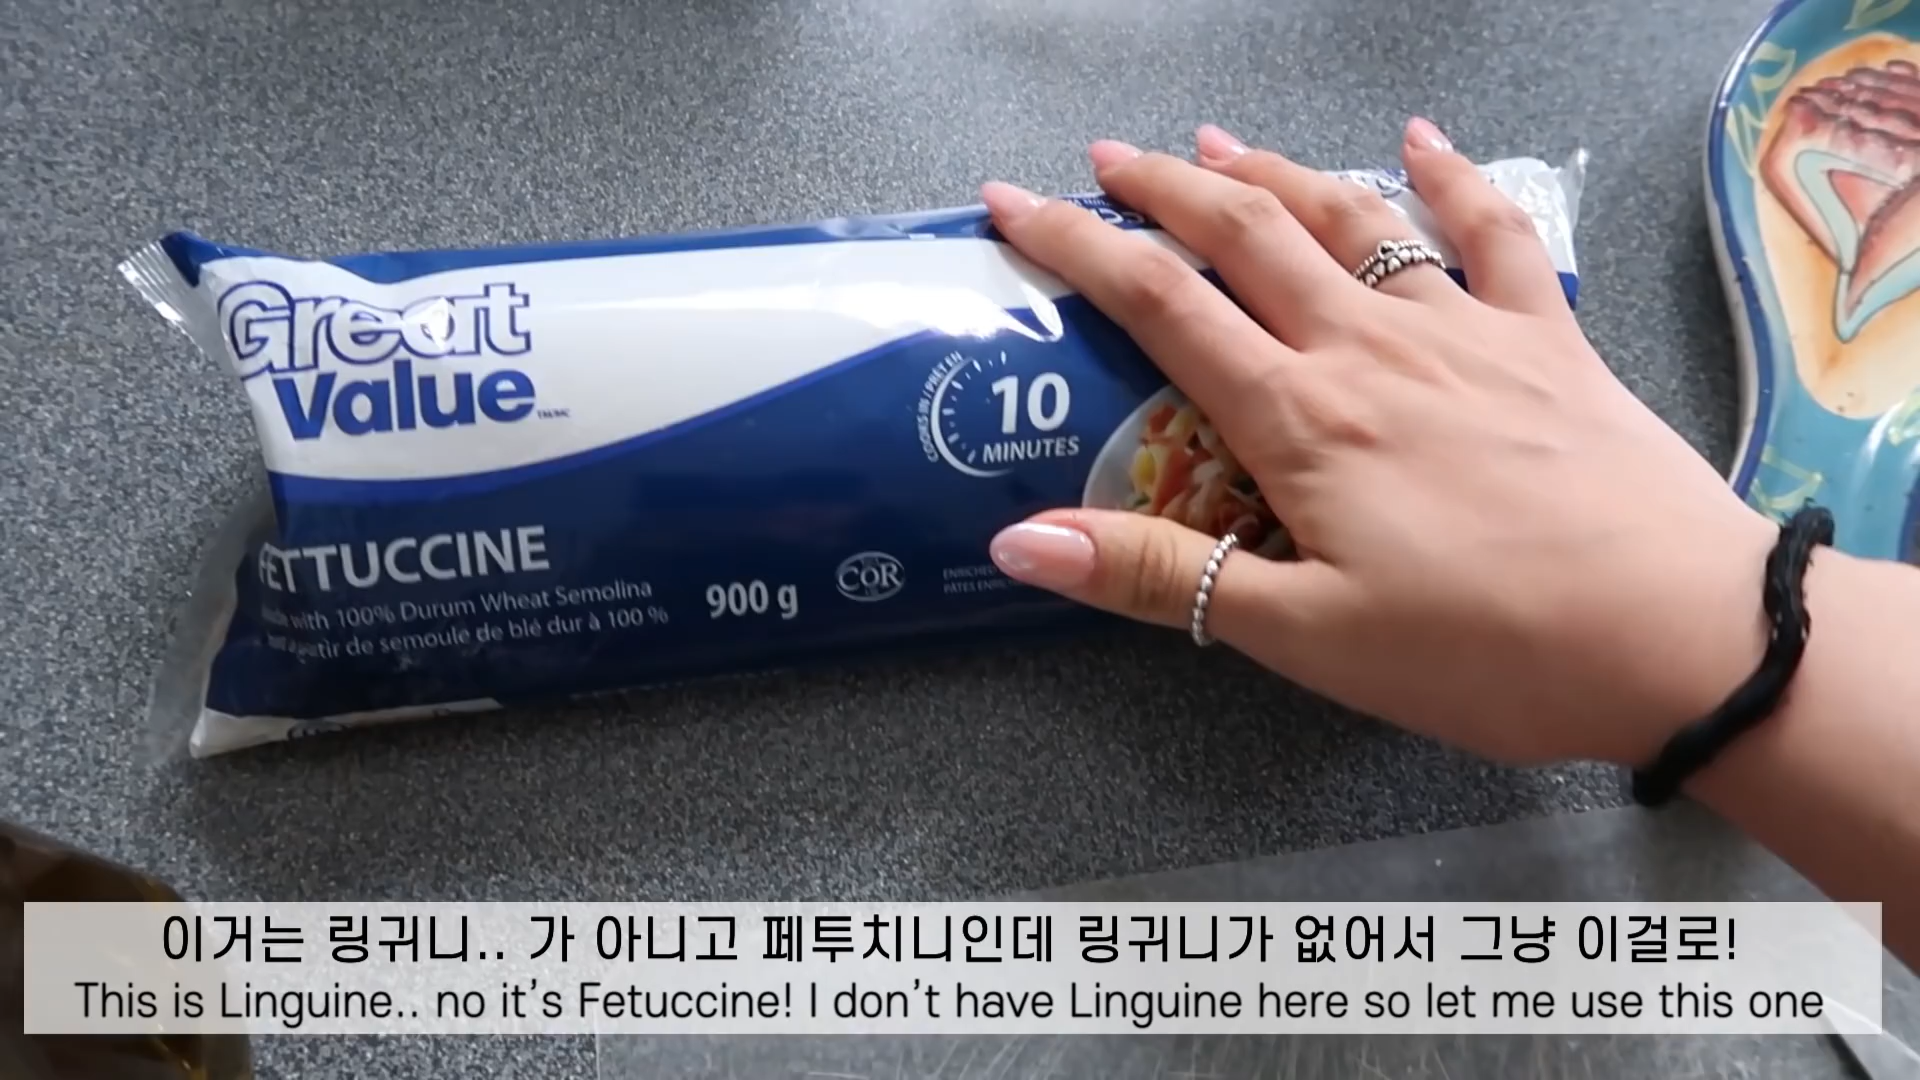 Great
Value
TM/MC
COOKS IN / PRÊT EN
10
MINUTES
FETTUCCINE
with 100% Durum Wheat Semolina
de semoule de blé dur à 100 %
900 g
COR
이거는 링귀니.. 가 아니고 페투치니인데 링귀니가 없어서 그냥 이걸로!
This is Linguine.. no it's Fetuccine! I don't have Linguine here so let me use this one